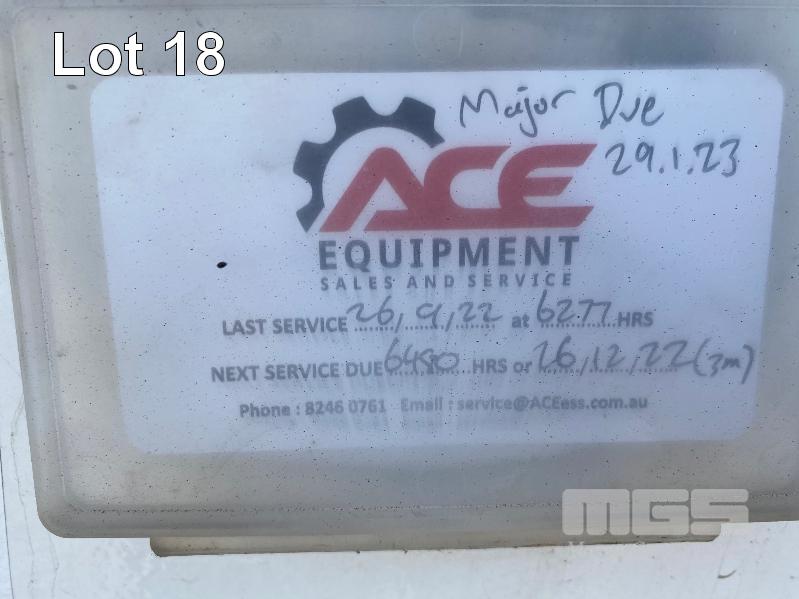 Lot 18
Major Due
29.1.23
ACE
EQUIPMENT
SALES AND SERVICE
LAST SERVICE 26/9/22 at 6277 HRS
NEXT SERVICE DUE 6480 HRS or 26/12/22 (3m)
Phone : 8246 0761 Email : service@ACEess.com.au
MGS